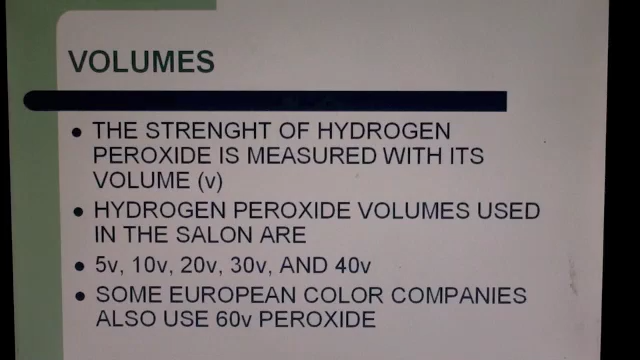 VOLUMES
• THE STRENGHT OF HYDROGEN
PEROXIDE IS MEASURED WITH ITS
VOLUME (v)
• HYDROGEN PEROXIDE VOLUMES USED
IN THE SALON ARE
• 5v, 10v, 20v, 30v, AND 40v
• SOME EUROPEAN COLOR COMPANIES
ALSO USE 60v PEROXIDE